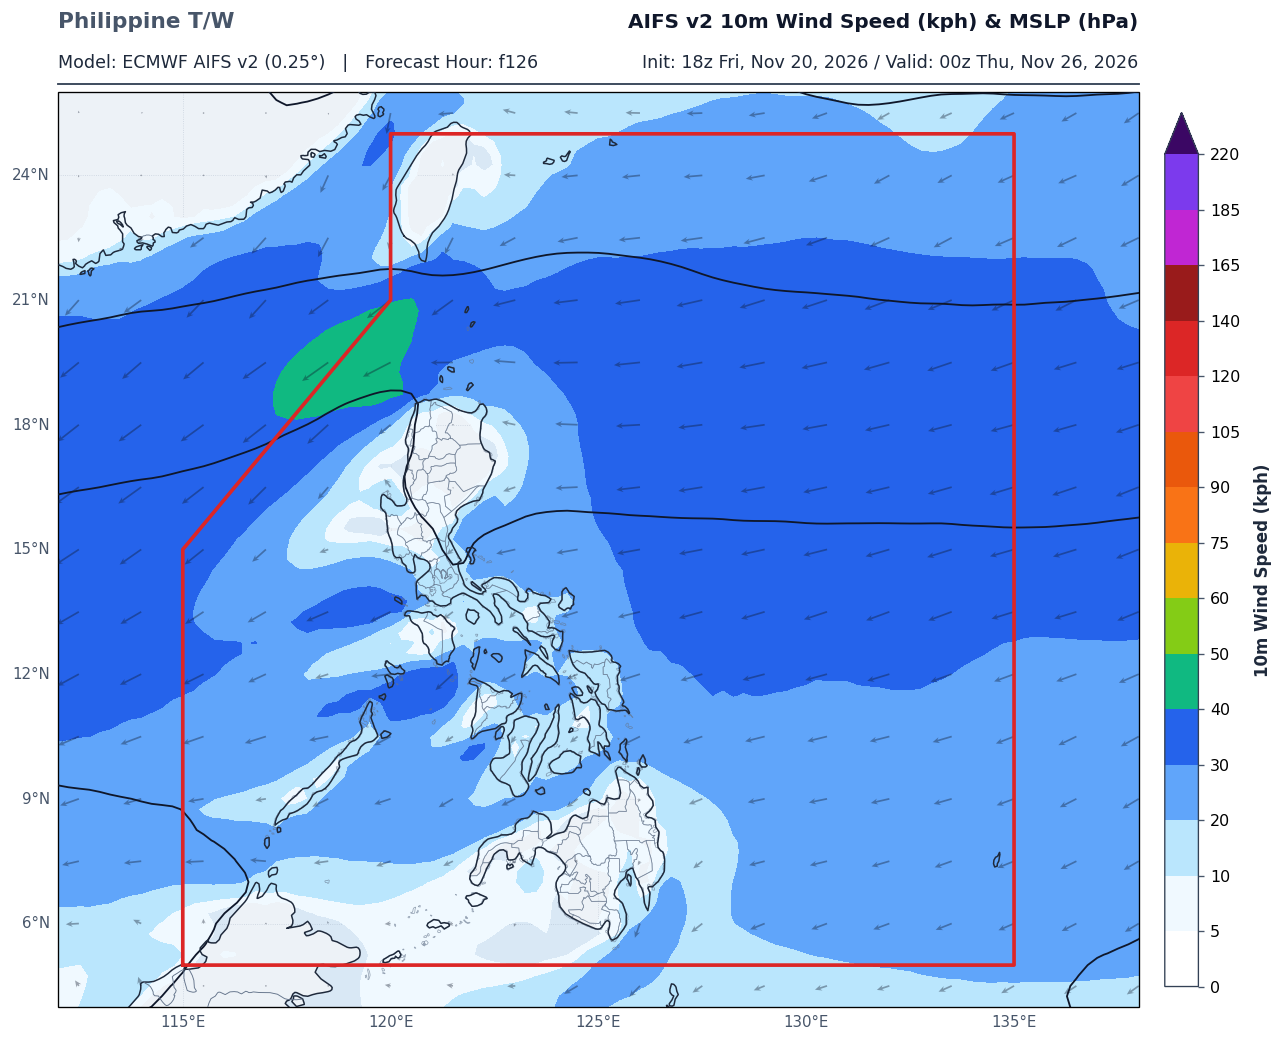 Philippine T/W
AIFS v2 10m Wind Speed (kph) & MSLP (hPa)
Model: ECMWF AIFS v2 (0.25°) | Forecast Hour: f126
Init: 18z Fri, Nov 20, 2026 / Valid: 00z Thu, Nov 26, 2026
24°N
21°N
18°N
15°N
12°N
9°N
6°N
115°E
120°E
125°E
130°E
135°E
220
185
165
140
120
105
90
75
60
50
40
30
20
10
5
0
10m Wind Speed (kph)